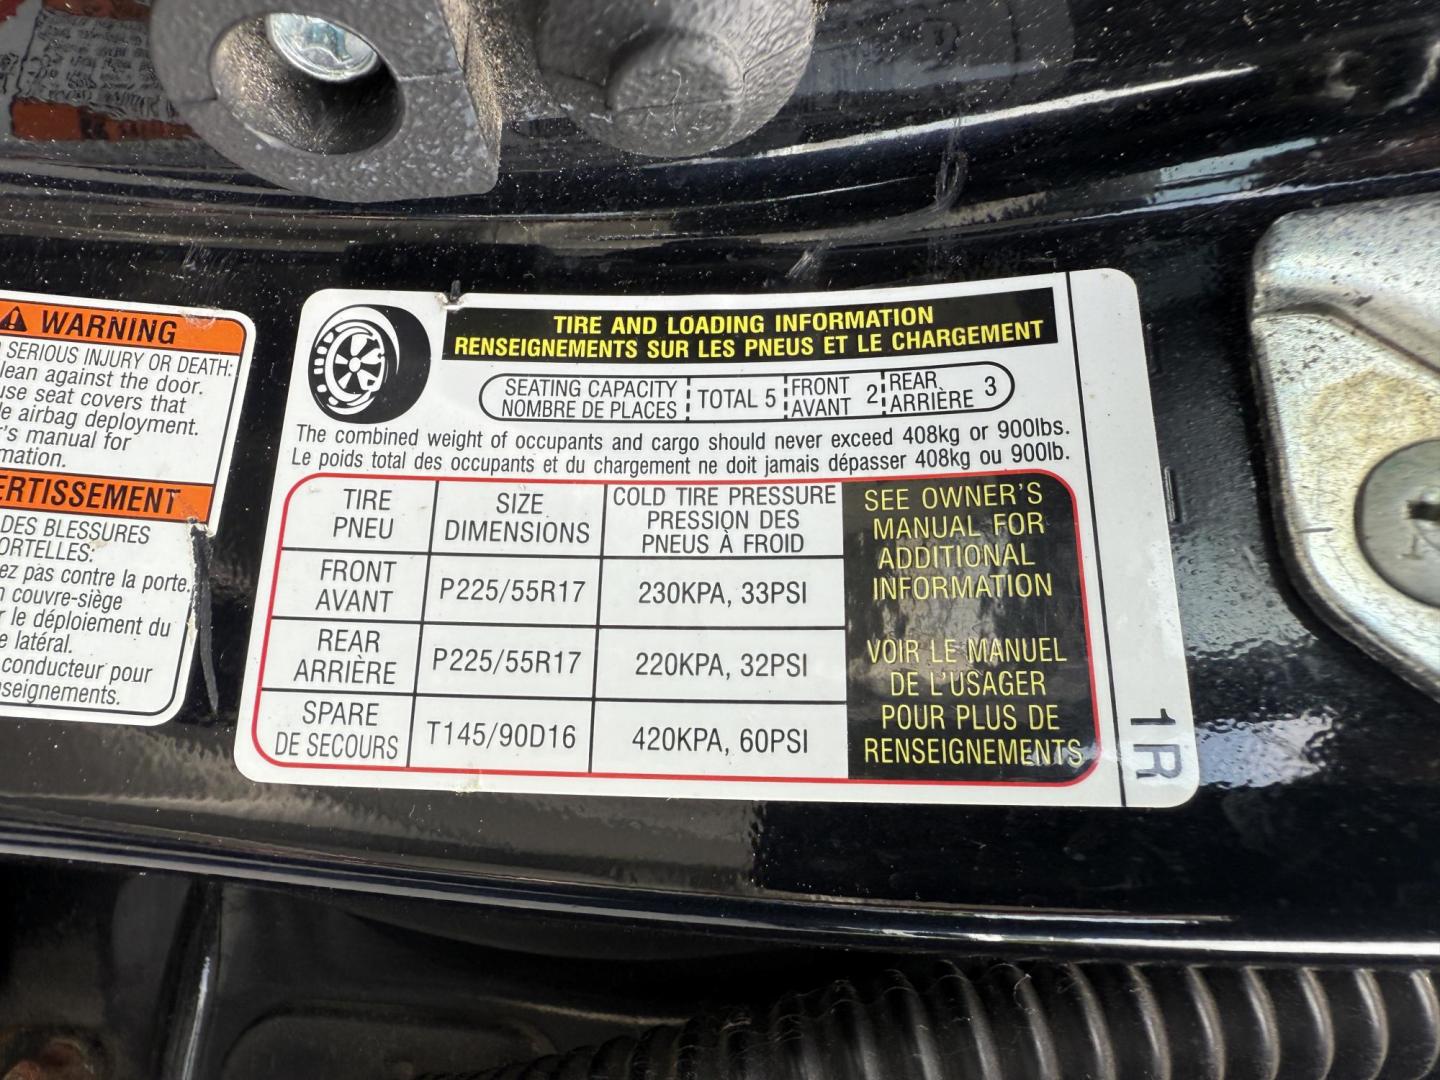 WARNING
SERIOUS INJURY OR DEATH:
lean against the door.
use seat covers that
airbag deployment.
manual for
ERTISSEMENT
DES BLESSURES
ORTELLES:
ez pas contre la porte.
couvre-siège
r le déploiement du
latéral.
conducteur pour
nseignements.
TIRE AND LOADING INFORMATION
RENSEIGNEMENTS SUR LES PNEUS ET LE CHARGEMENT
SEATING CAPACITY
NOMBRE DE PLACES
TOTAL 5
FRONT
AVANT
2
REAR
ARRIÈRE
3
The combined weight of occupants and cargo should never exceed 408kg or 900lbs.
Le poids total des occupants et du chargement ne doit jamais dépasser 408kg ou 900lb.
TIRE
PNEU
SIZE
DIMENSIONS
COLD TIRE PRESSURE
PRESSION DES
PNEUS À FROID
FRONT
AVANT
P225/55R17
230KPA, 33PSI
REAR
ARRIÈRE
P225/55R17
220KPA, 32PSI
SPARE
DE SECOURS
T145/90D16
420KPA, 60PSI
SEE OWNER'S
MANUAL FOR
ADDITIONAL
INFORMATION
VOIR LE MANUEL
DE L'USAGER
POUR PLUS DE
RENSEIGNEMENTS
1R